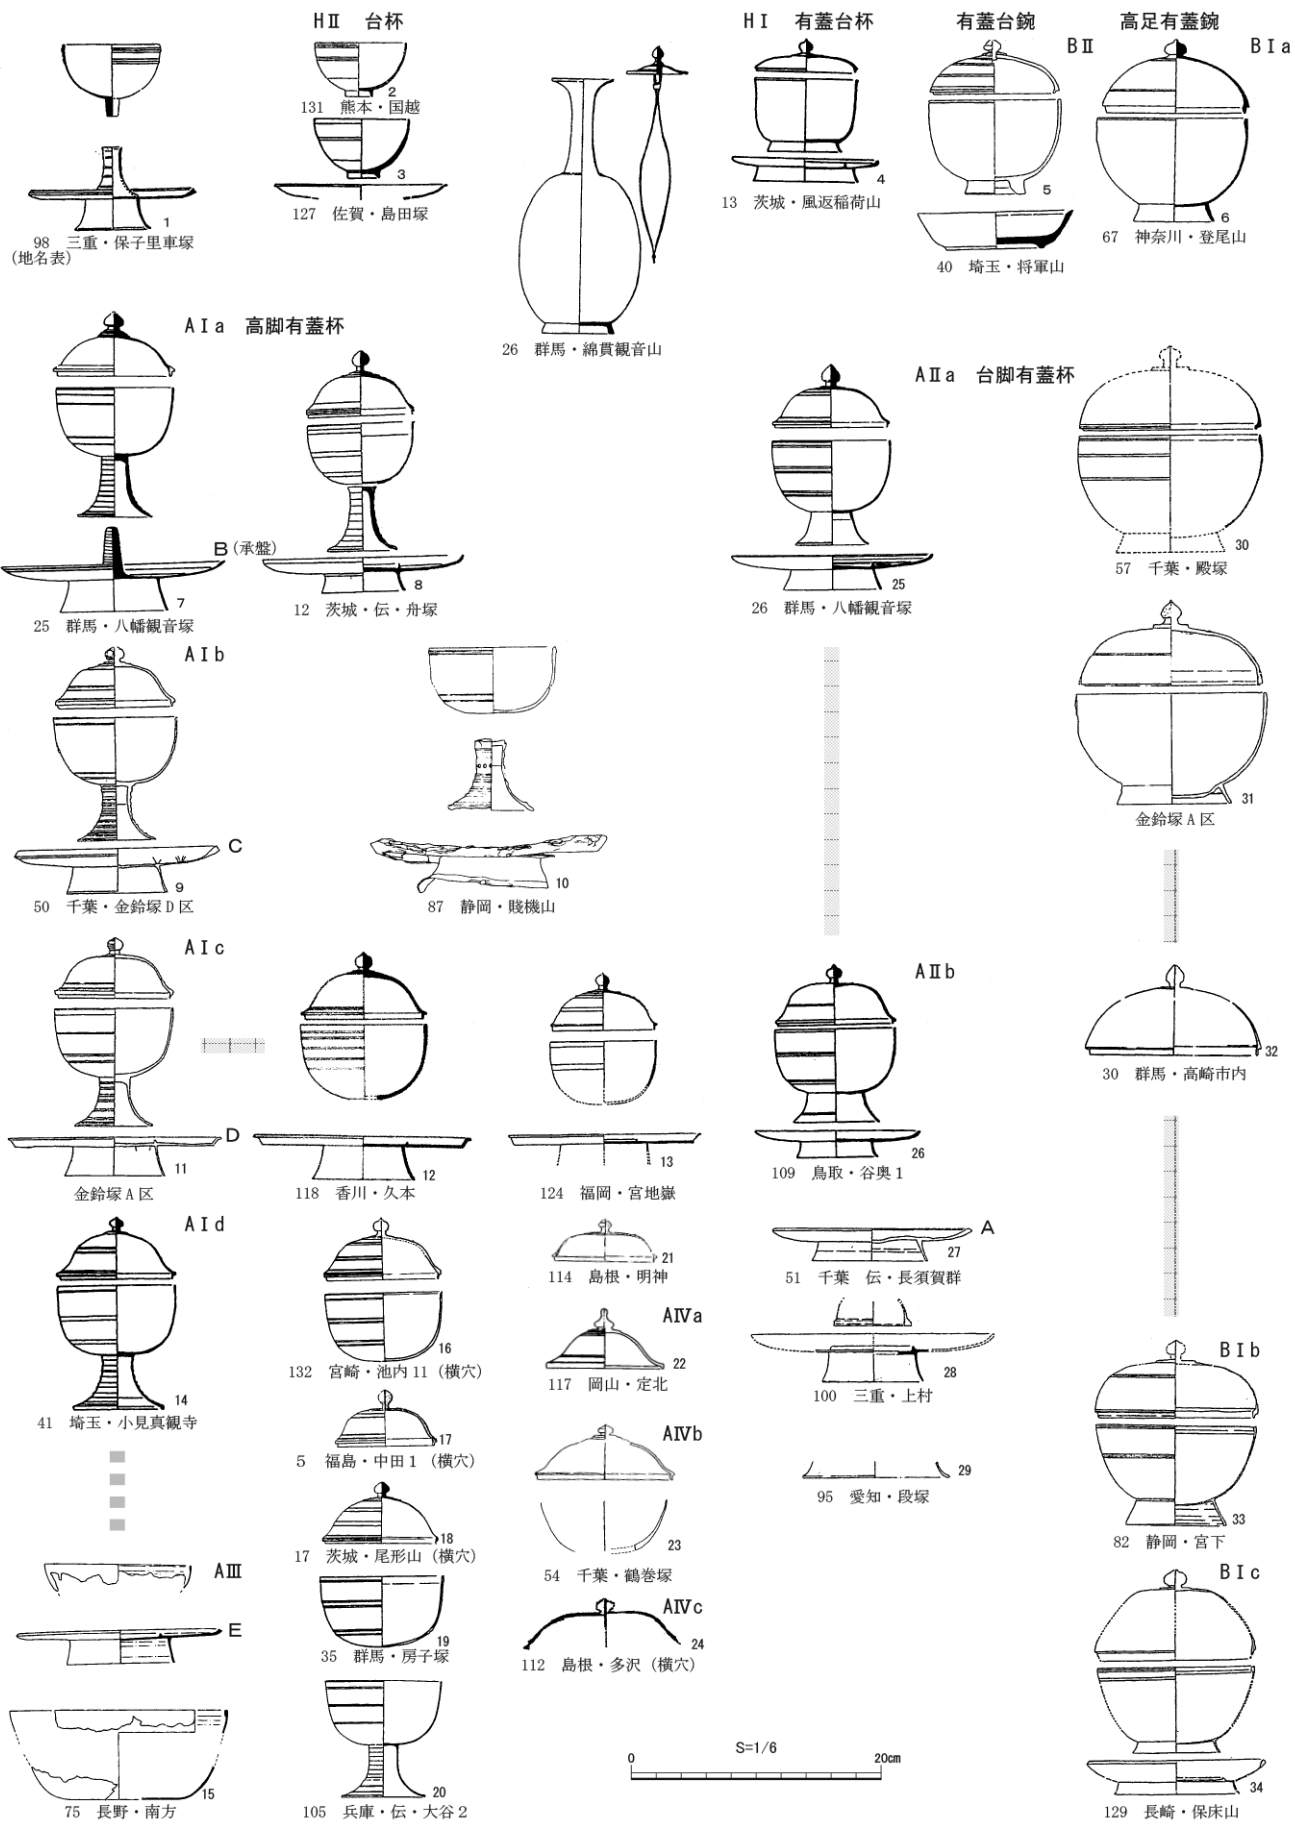 HⅡ 台杯
HⅠ 有蓋台杯
有蓋台鋺
BⅡ
高足有蓋鋺
BⅠa
1
98 三重・保子里車塚
(地名表)
2
131 熊本・国越
3
127 佐賀・島田塚
26 群馬・綿貫観音山
4
13 茨城・風返稲荷山
5
40 埼玉・将軍山
6
67 神奈川・登尾山
AⅠa 高脚有蓋杯
B(承盤)
7
25 群馬・八幡観音塚
8
12 茨城・伝・舟塚
AⅡa 台脚有蓋杯
25
26 群馬・八幡観音塚
30
57 千葉・殿塚
AⅠb
C
9
50 千葉・金鈴塚D区
10
87 静岡・賤機山
31
金鈴塚A区
AⅠc
D
11
金鈴塚A区
12
118 香川・久本
13
124 福岡・宮地嶽
AⅡb
26
109 鳥取・谷奥1
32
30 群馬・高崎市内
AⅠd
14
41 埼玉・小見真観寺
16
132 宮崎・池内11(横穴)
17
5 福島・中田1(横穴)
18
17 茨城・尾形山(横穴)
19
35 群馬・房子塚
20
105 兵庫・伝・大谷2
21
114 島根・明神
AⅣa
22
117 岡山・定北
AⅣb
23
54 千葉・鶴巻塚
AⅣc
24
112 島根・多沢(横穴)
A
27
51 千葉 伝・長須賀群
28
100 三重・上村
29
95 愛知・段塚
BⅠb
33
82 静岡・宮下
BⅠc
34
129 長崎・保床山
AⅢ
E
15
75 長野・南方
S=1/6
0 20cm